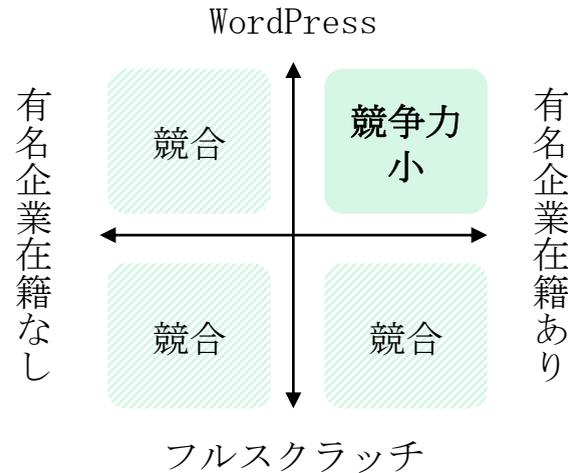 WordPress
有名企業在籍なし
競合
競争力
小
有名企業在籍あり
競合
競合
フルスクラッチ